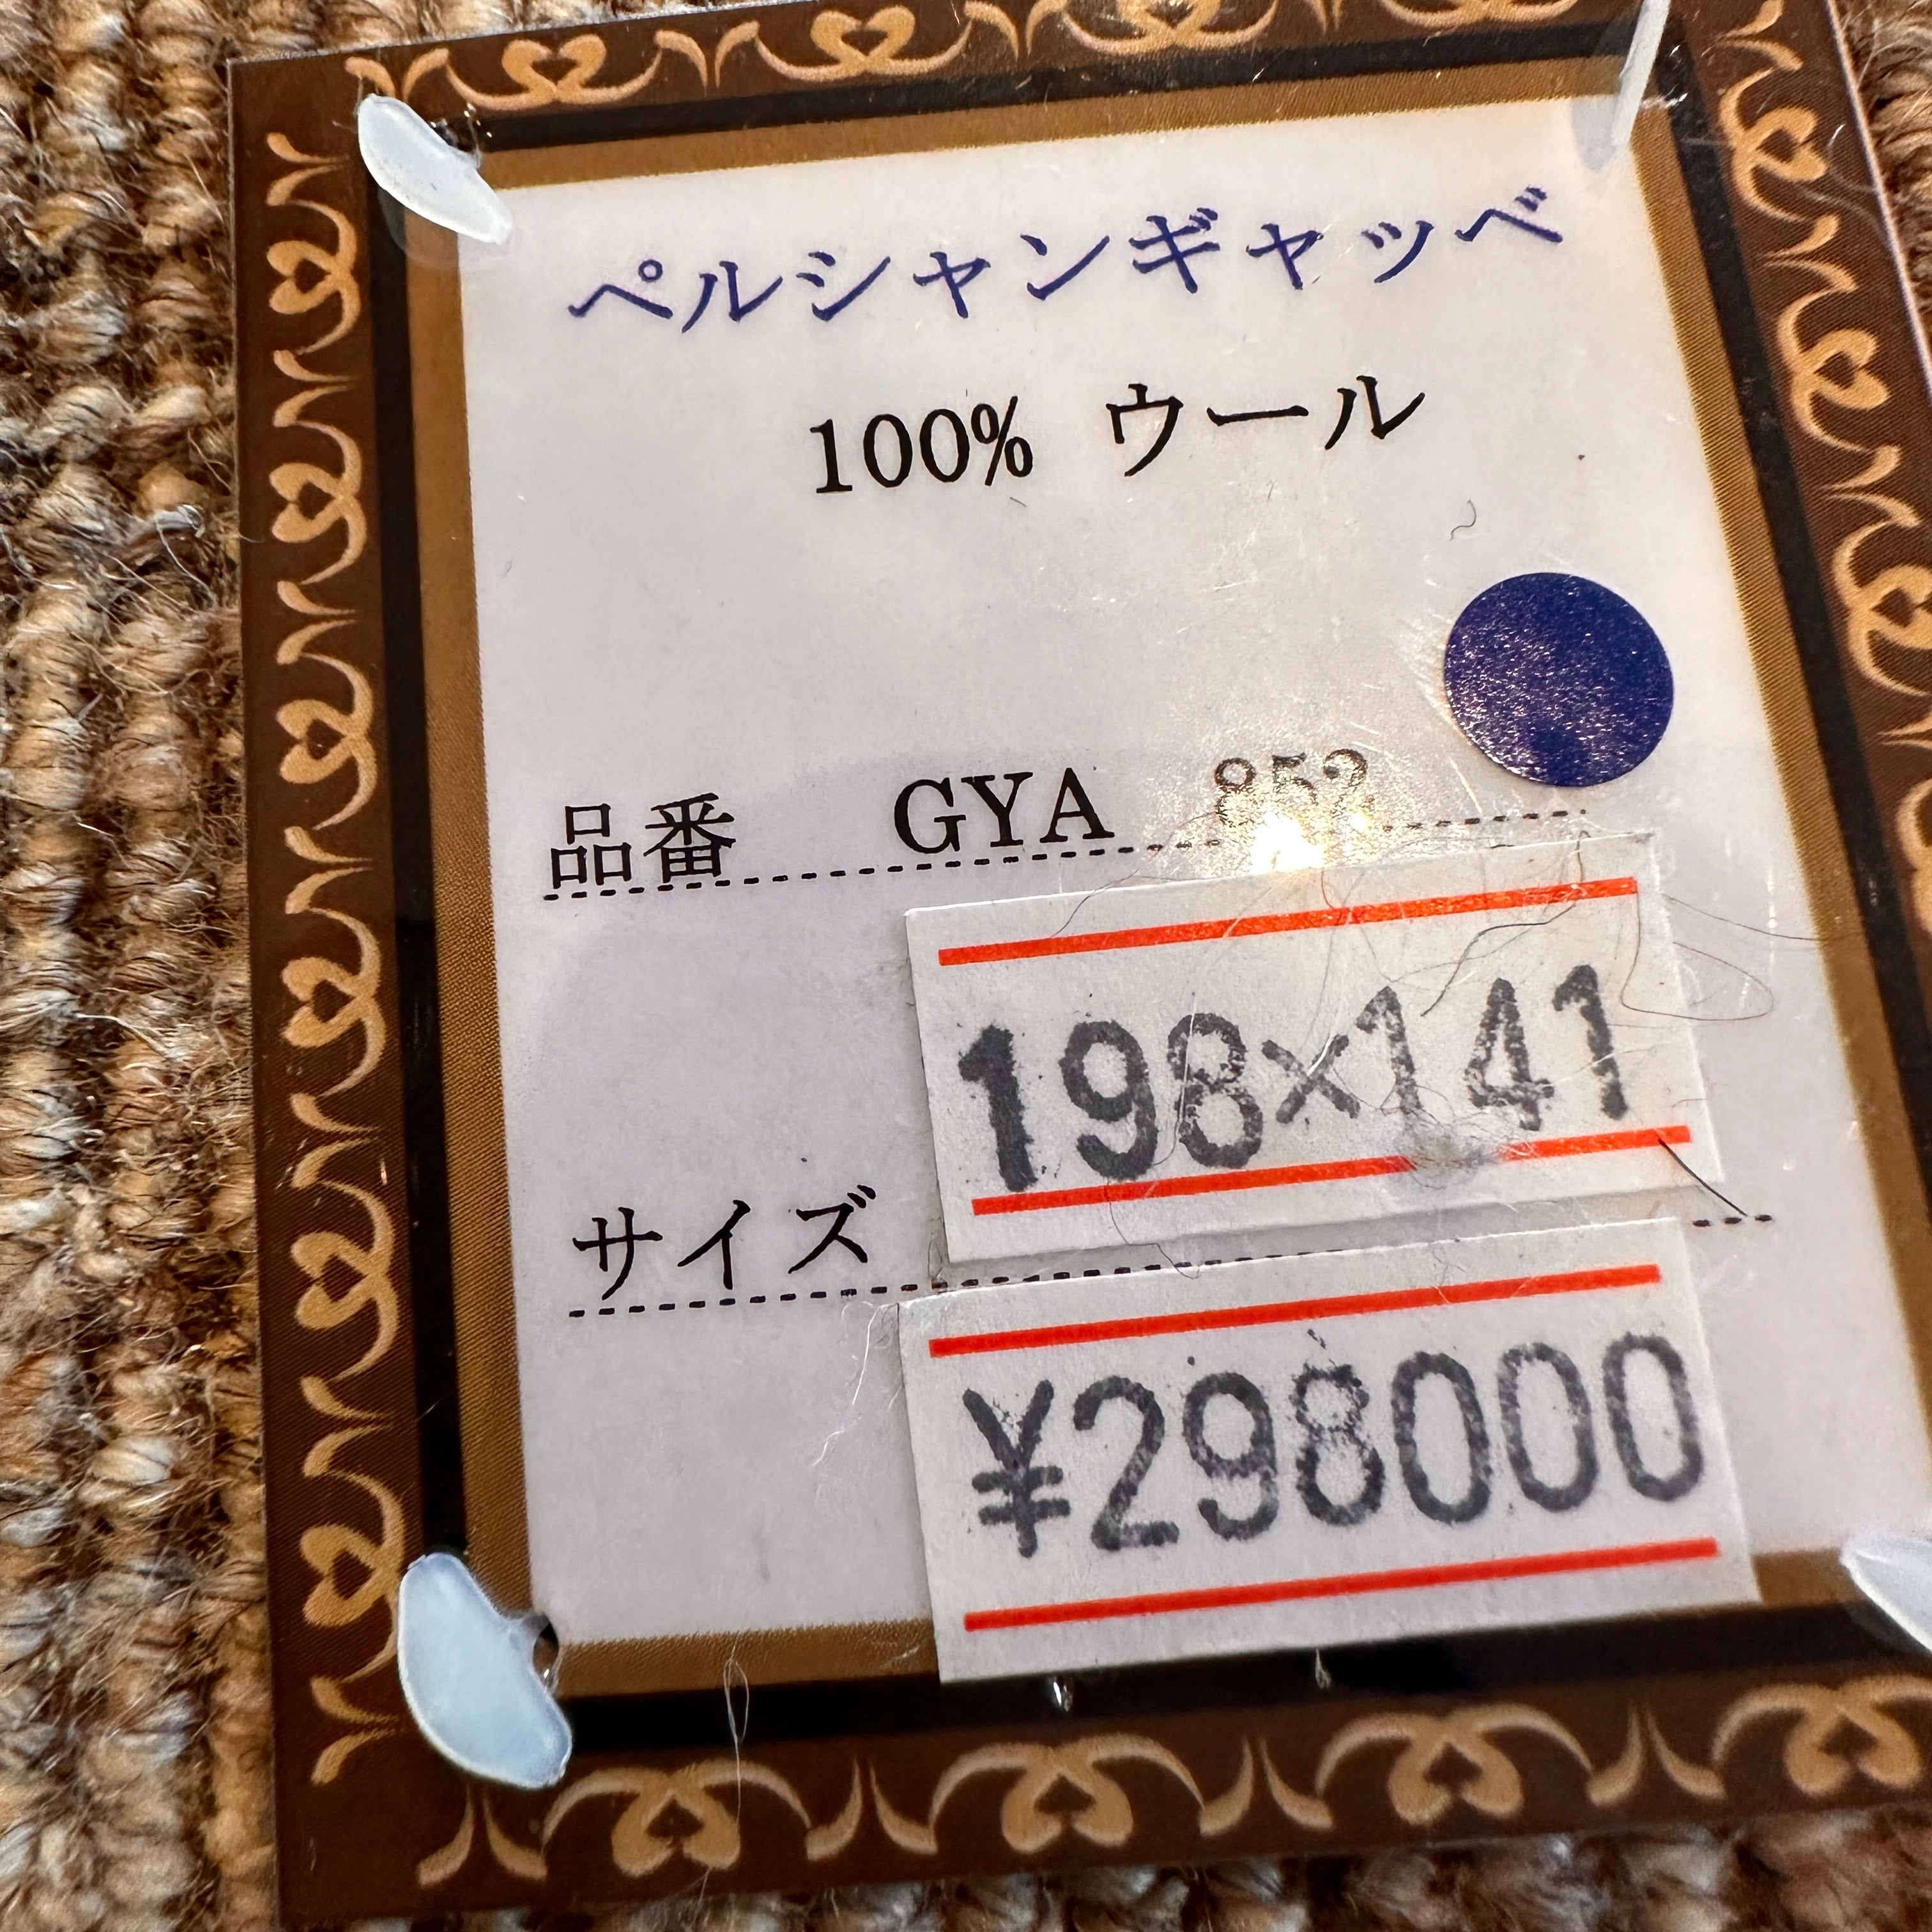 ペルシャンギャッベ
100% ウール
品番 GYA 852
198×141
サイズ
¥298000